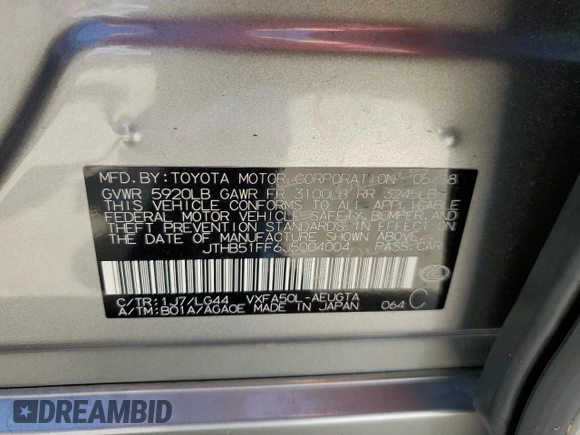 MFD.BY:TOYOTA MOTOR CORPORATION 05/18
GVWR 5920LB GAWR FR 3100LB RR 3245LB
THIS VEHICLE CONFORMS TO ALL APPLICABLE
FEDERAL MOTOR VEHICLE SAFETY,BUMPER,AND
THEFT PREVENTION STANDARDS IN EFFECT ON
THE DATE OF MANUFACTURE SHOWN ABOVE.
JTHB51FF6J5004004 PASS.CAR
C/TR:1J7/LG44 VXFA50L-AEUGTA
A/TM:B01A/AGA0E MADE IN JAPAN 064 C
DREAMBID